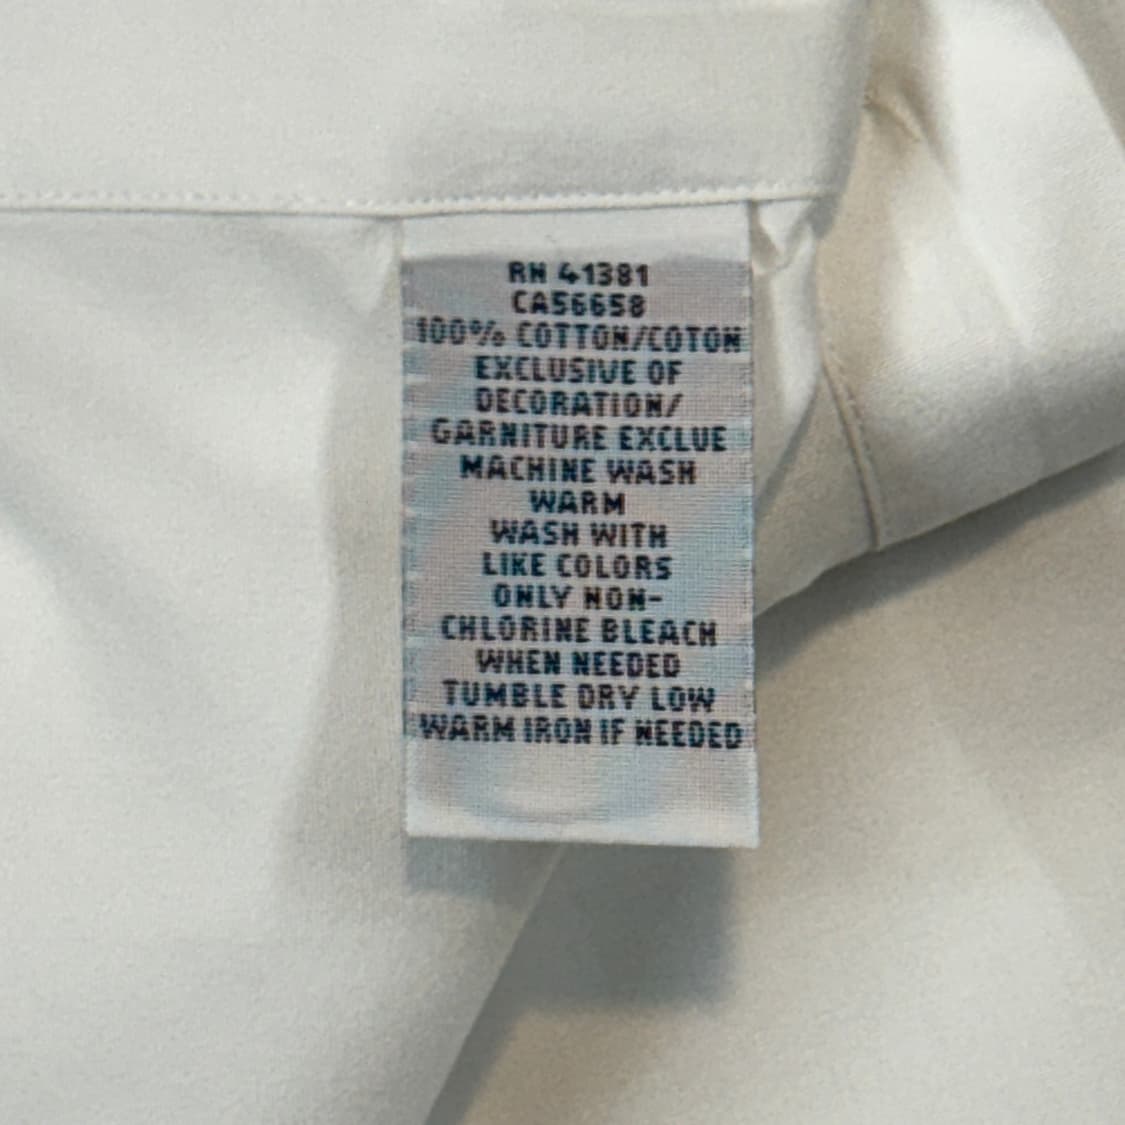 RN 41381
CA56658
100% COTTON/COTON
EXCLUSIVE OF
DECORATION/
GARNITURE EXCLUE
MACHINE WASH
WARM
WASH WITH
LIKE COLORS
ONLY NON-
CHLORINE BLEACH
WHEN NEEDED
TUMBLE DRY LOW
WARM IRON IF NEEDED